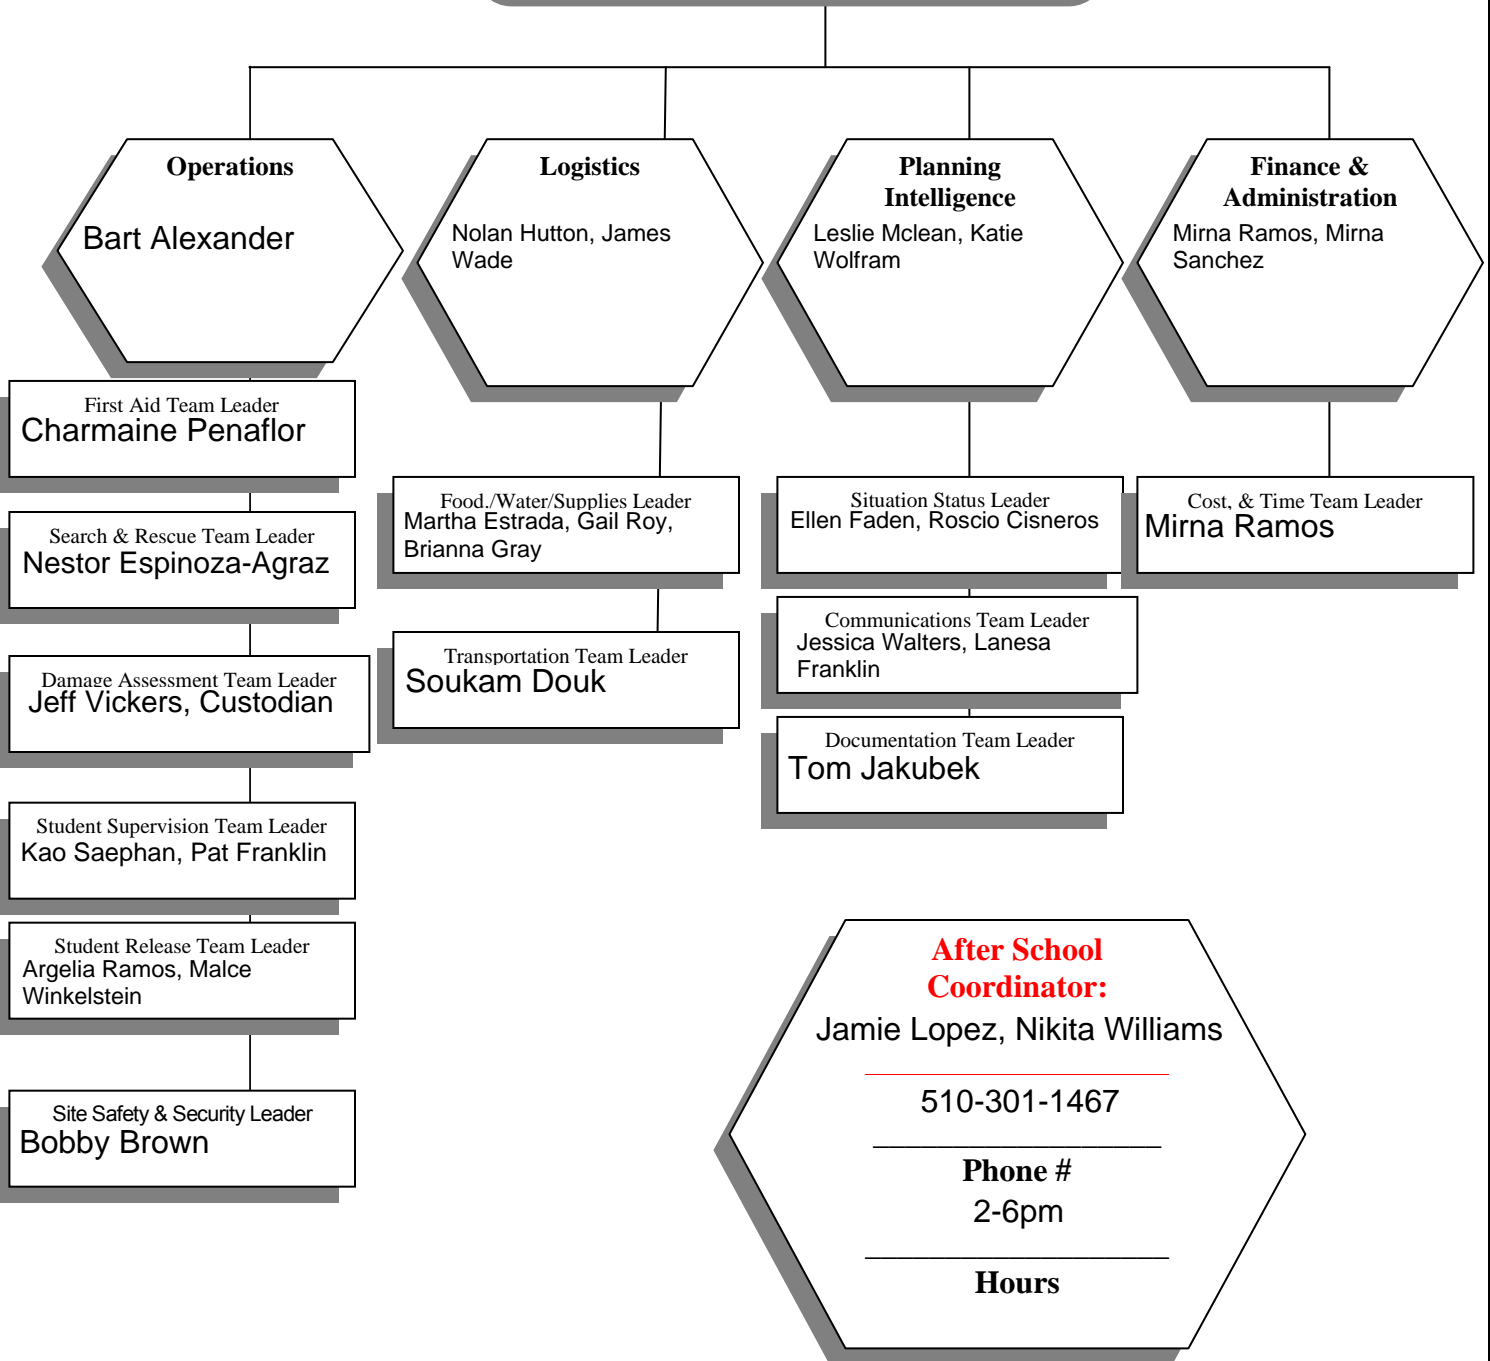 Operations
Bart Alexander
Logistics
Nolan Hutton, James
Wade
Planning
Intelligence
Leslie Mclean, Katie
Wolfram
Finance &
Administration
Mirna Ramos, Mirna
Sanchez
First Aid Team Leader
Charmaine Penaflor
Search & Rescue Team Leader
Nestor Espinoza-Agraz
Damage Assessment Team Leader
Jeff Vickers, Custodian
Student Supervision Team Leader
Kao Saephan, Pat Franklin
Student Release Team Leader
Argelia Ramos, Malce
Winkelstein
Site Safety & Security Leader
Bobby Brown
Food./Water/Supplies Leader
Martha Estrada, Gail Roy,
Brianna Gray
Transportation Team Leader
Soukam Douk
Situation Status Leader
Ellen Faden, Roscio Cisneros
Communications Team Leader
Jessica Walters, Lanesa
Franklin
Documentation Team Leader
Tom Jakubek
Cost, & Time Team Leader
Mirna Ramos
After School
Coordinator:
Jamie Lopez, Nikita Williams
510-301-1467
Phone #
2-6pm
Hours